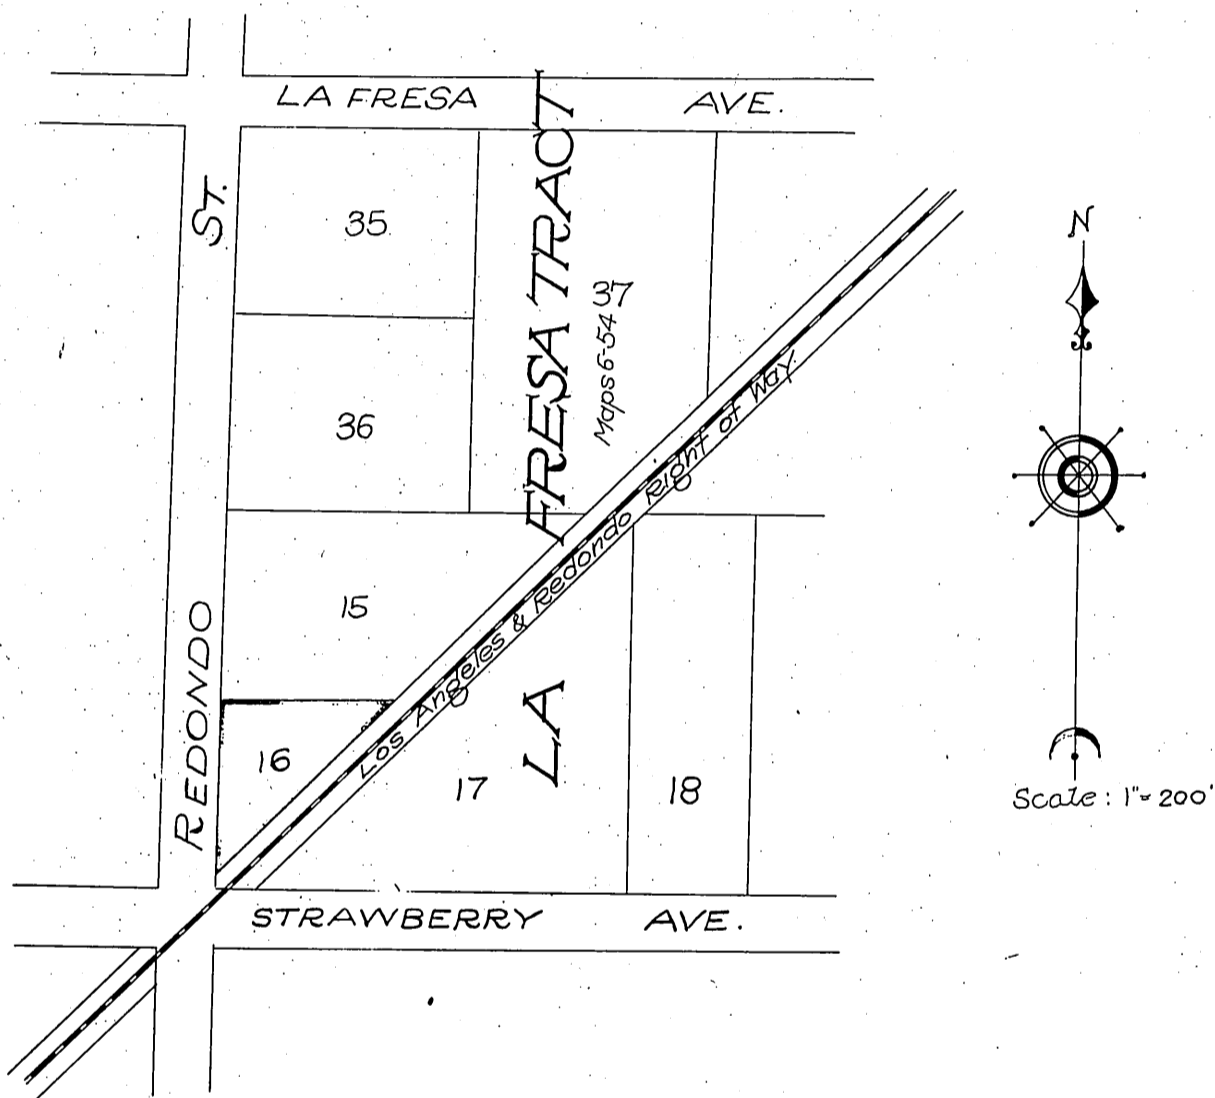 LA FRESA AVE.
REDONDO ST.
35
36
37
LA FRESA TRACT
Maps 6-54
N
15
16
17
18
Los Angeles & Redondo Right of Way.
STRAWBERRY AVE.
Scale: 1"= 200'